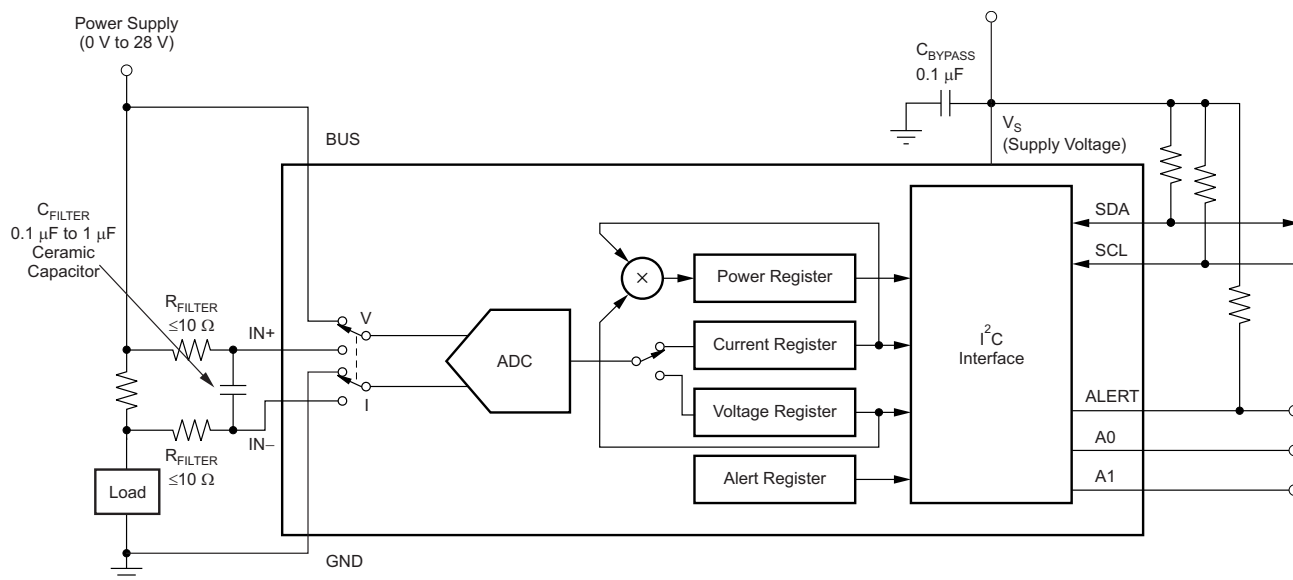 Power Supply
(0 V to 28 V)
C_BYPASS
0.1 μF
V_S
(Supply Voltage)
BUS
C_FILTER
0.1 μF to 1 μF
Ceramic
Capacitor
R_FILTER
≤10 Ω
IN+
V
I
IN–
R_FILTER
≤10 Ω
Load
GND
ADC
×
Power Register
Current Register
Voltage Register
Alert Register
I²C
Interface
SDA
SCL
ALERT
A0
A1